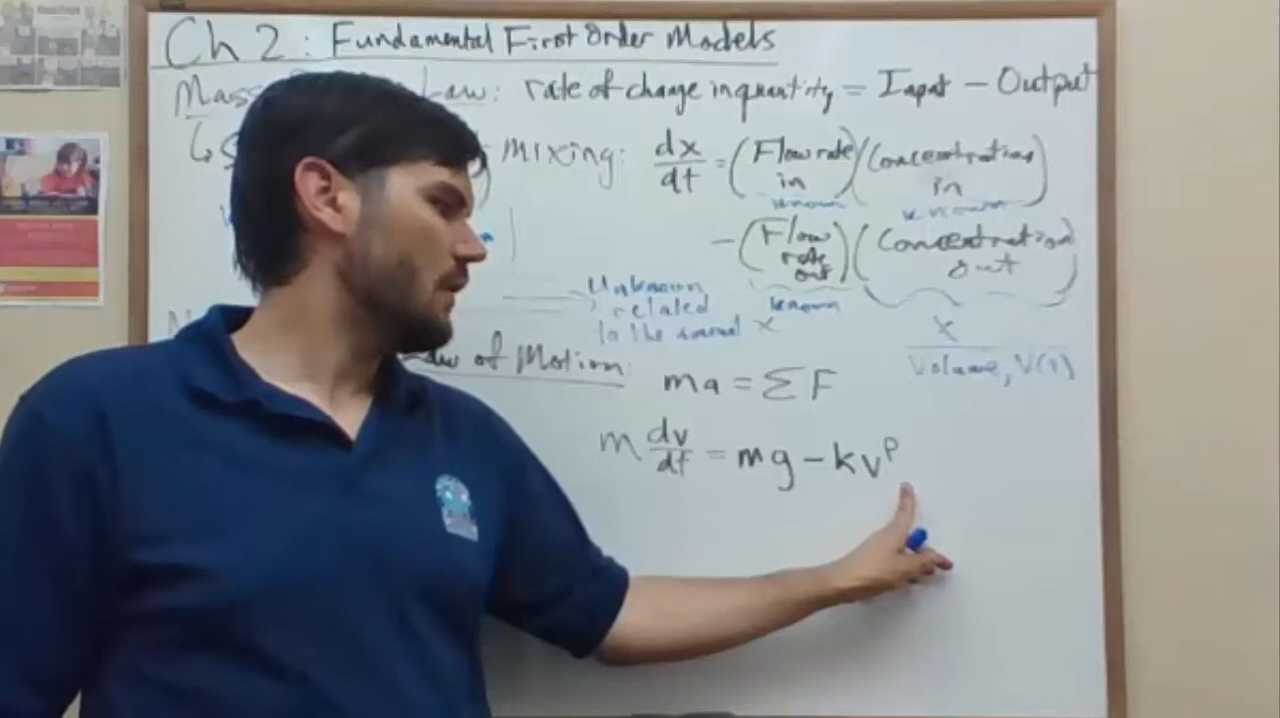 Ch 2: Fundamental First Order Models
Mass Law: rate of change in quantity = Input - Output
↳ S mixing: dx/dt = (Flow rate in)(Concentration in)
known known
- (Flow rate out)(Concentration out)
Unknown known
related
to the x
x / Volume, V(t)
Law of Motion: ma = ΣF
m dv/dt = mg - kv^p